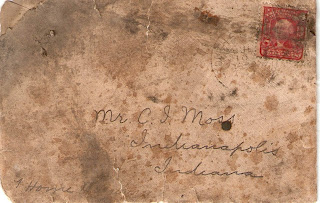 Mr C. I. Moss
Indianapolis
Indiana